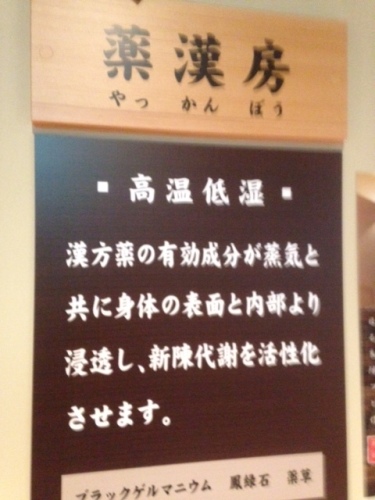 薬漢房
やっかんぼう
▪高温低湿▪
漢方薬の有効成分が蒸気と
共に身体の表面と内部より
浸透し、新陳代謝を活性化
させます。
ブラックゲルマニウム 鳳緑石 薬草